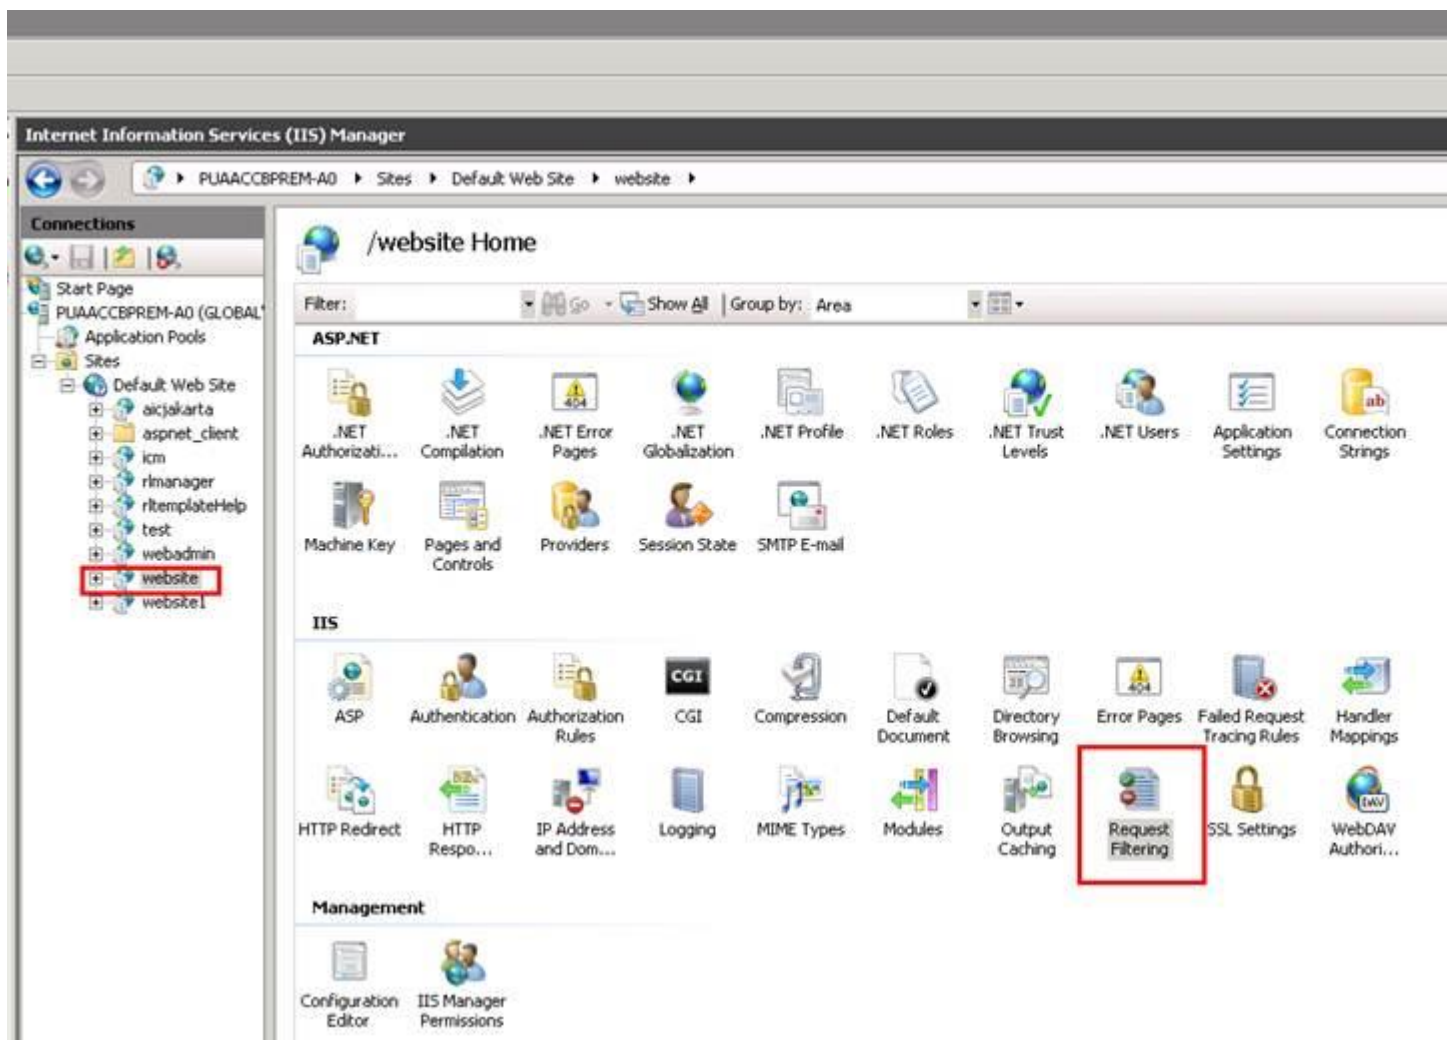 Internet Information Services (IIS) Manager
PUAACCBPREM-A0 Sites Default Web Site website
Connections
Start Page
PUAACCBPREM-A0 (GLOBAL
Application Pools
Sites
Default Web Site
aicjakarta
aspnet_client
icm
rlmanager
rltemplateHelp
test
webadmin
website
website1
/website Home
Filter: Go Show All Group by: Area
ASP.NET
.NET Authorizati...
.NET Compilation
404
.NET Error Pages
.NET Globalization
.NET Profile
.NET Roles
.NET Trust Levels
.NET Users
Application Settings
ab
Connection Strings
Machine Key
Pages and Controls
Providers
Session State
SMTP E-mail
IIS
ASP
Authentication
Authorization Rules
CGI
CGI
Compression
Default Document
Directory Browsing
404
Error Pages
Failed Request Tracing Rules
Handler Mappings
HTTP Redirect
HTTP Respo...
IP Address and Dom...
Logging
MIME Types
Modules
Output Caching
Request Filtering
SSL Settings
DAV
WebDAV Authori...
Management
Configuration Editor
IIS Manager Permissions